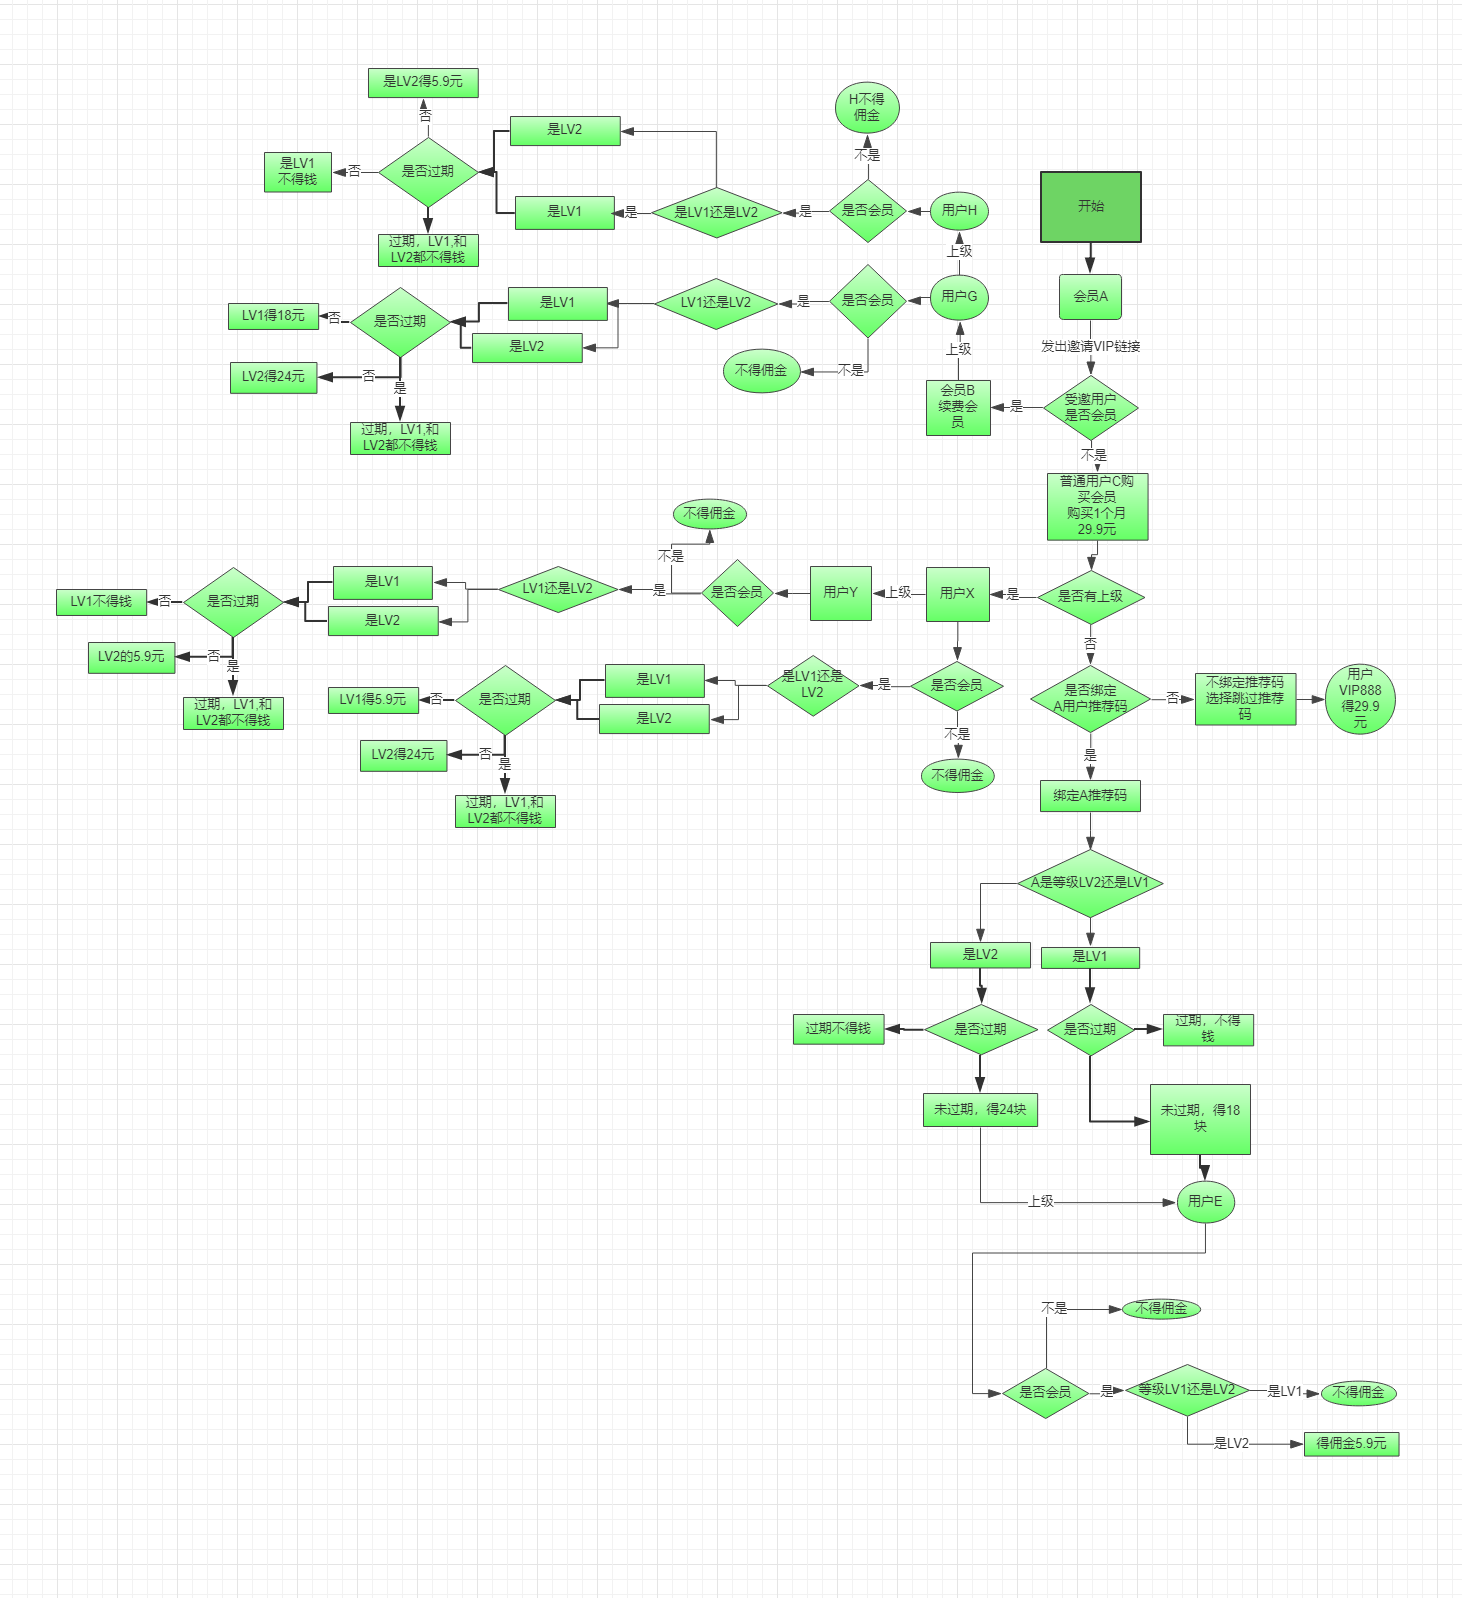 开始
会员A
发出邀请VIP链接
受邀用户
是否会员
是
会员B
续费会
员
上级
用户G
上级
用户H
是否会员
不是
H不得
佣金
是
是LV1还是LV2
是
是LV2
是LV1
是否过期
否
是LV2得5.9元
否
是LV1
不得钱
过期，LV1,和
LV2都不得钱
是否会员
不是
不得佣金
是
LV1还是LV2
是LV1
是LV2
是否过期
否
LV1得18元
否
LV2得24元
是
过期，LV1,和
LV2都不得钱
不是
普通用户C购
买会员
购买1个月
29.9元
是否有上级
是
用户X
上级
用户Y
是否会员
不是
不得佣金
是
LV1还是LV2
是LV1
是LV2
是否过期
否
LV1不得钱
否
LV2的5.9元
是
过期，LV1,和
LV2都不得钱
是否会员
不是
不得佣金
是
是LV1还是
LV2
是LV1
是LV2
是否过期
否
LV1得5.9元
否
LV2得24元
是
过期，LV1,和
LV2都不得钱
否
是否绑定
A用户推荐码
否
不绑定推荐码
选择跳过推荐
码
用户
VIP888
得29.9
元
是
绑定A推荐码
A是等级LV2还是LV1
是LV2
是LV1
是否过期
过期不得钱
未过期，得24块
是否过期
过期，不得
钱
未过期，得18
块
上级
用户E
是否会员
不是
不得佣金
是
等级LV1还是LV2
是LV1
不得佣金
是LV2
得佣金5.9元